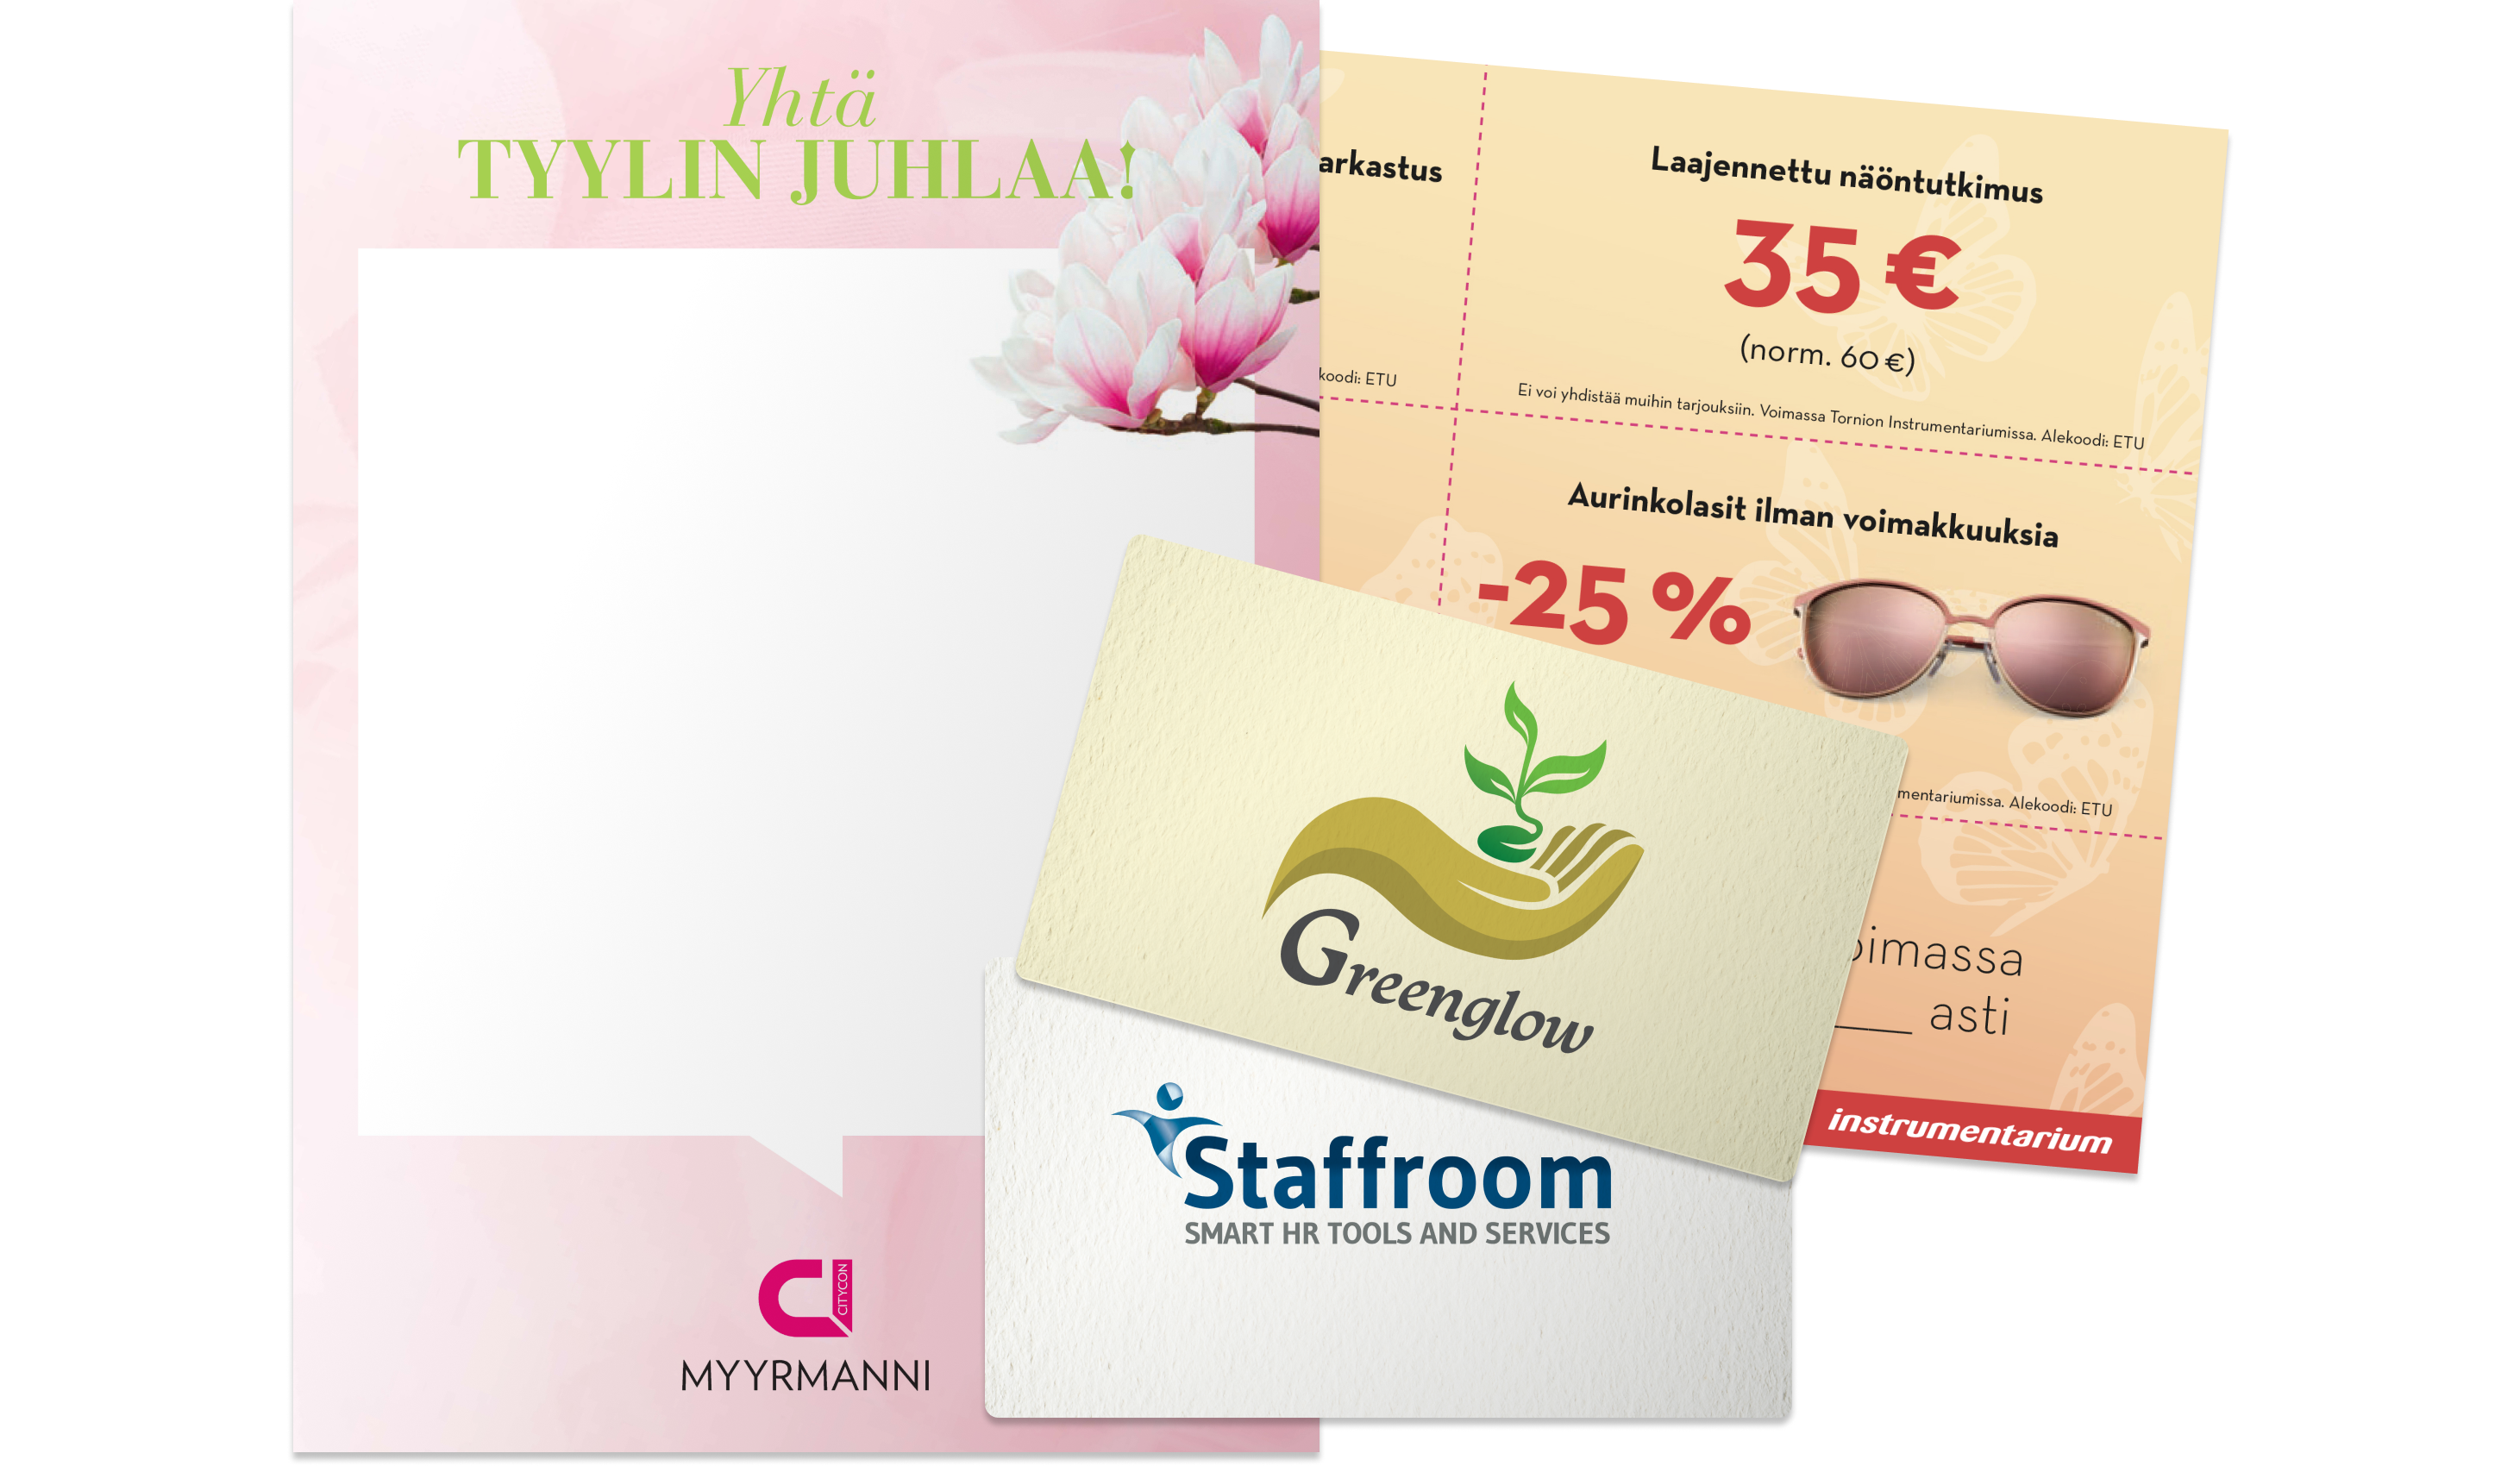 Yhtä
TYYLIN JUHLAA!
CITYCON
MYYRMANNI
arkastus
koodi: ETU
Laajennettu näöntutkimus
35 €
(norm. 60 €)
Ei voi yhdistää muihin tarjouksiin. Voimassa Tornion Instrumentariumissa. Alekoodi: ETU
Aurinkolasit ilman voimakkuuksia
-25 %
mentariumissa. Alekoodi: ETU
oimassa
____ asti
instrumentarium
Greenglow
Staffroom
SMART HR TOOLS AND SERVICES